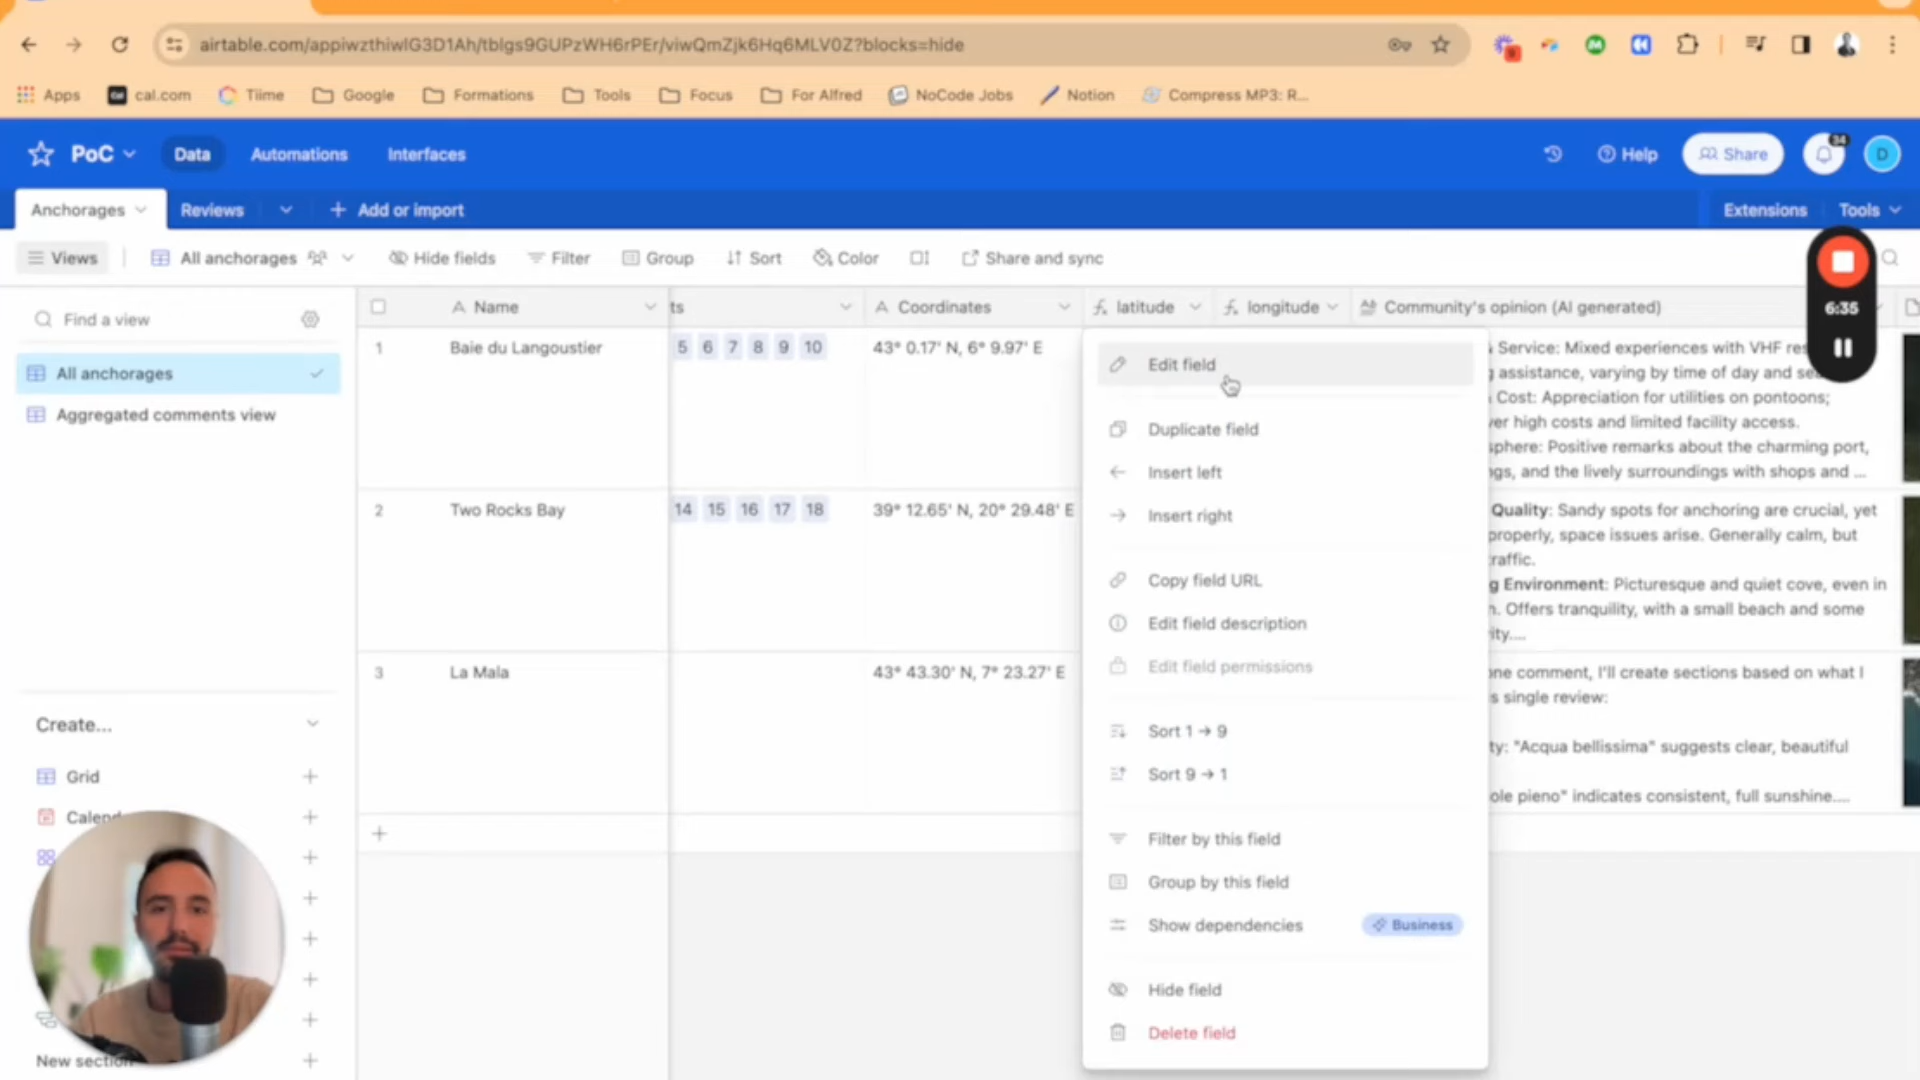 airtable.com/appiwzthiwlG3D1Ah/tblgs9GUPzWH6rPEr/viwQmZjk6Hq6MLV0Z?blocks=hide
Apps
cal.com
Tiime
Google
Formations
Tools
Focus
For Alfred
NoCode Jobs
Notion
Compress MP3: R...
PoC
Data
Automations
Interfaces
Help
Share
34
D
Anchorages
Reviews
Add or import
Extensions
Tools
Views
All anchorages
Hide fields
Filter
Group
Sort
Color
Share and sync
6:35
Find a view
All anchorages
Aggregated comments view
Create...
Grid
New section
Name
ts
Coordinates
latitude
longitude
Community's opinion (AI generated)
1
Baie du Langoustier
5 6 7 8 9 10
43° 0.17' N, 6° 9.97' E
2
Two Rocks Bay
14 15 16 17 18
39° 12.65' N, 20° 29.48' E
3
La Mala
43° 43.30' N, 7° 23.27' E
Edit field
Duplicate field
Insert left
Insert right
Copy field URL
Edit field description
Edit field permissions
Sort 1 → 9
Sort 9 → 1
Filter by this field
Group by this field
Show dependencies
Business
Hide field
Delete field
Service: Mixed experiences with VHF
assistance, varying by time of day and
Cost: Appreciation for utilities on pontoons;
high costs and limited facility access.
sphere: Positive remarks about the charming port,
ngs, and the lively surroundings with shops and ...
Quality: Sandy spots for anchoring are crucial, yet
properly, space issues arise. Generally calm, but
raffic.
g Environment: Picturesque and quiet cove, even in
n. Offers tranquility, with a small beach and some
ity....
one comment, I'll create sections based on what I
s single review:
ty: "Acqua bellissima" suggests clear, beautiful
ole pieno" indicates consistent, full sunshine....